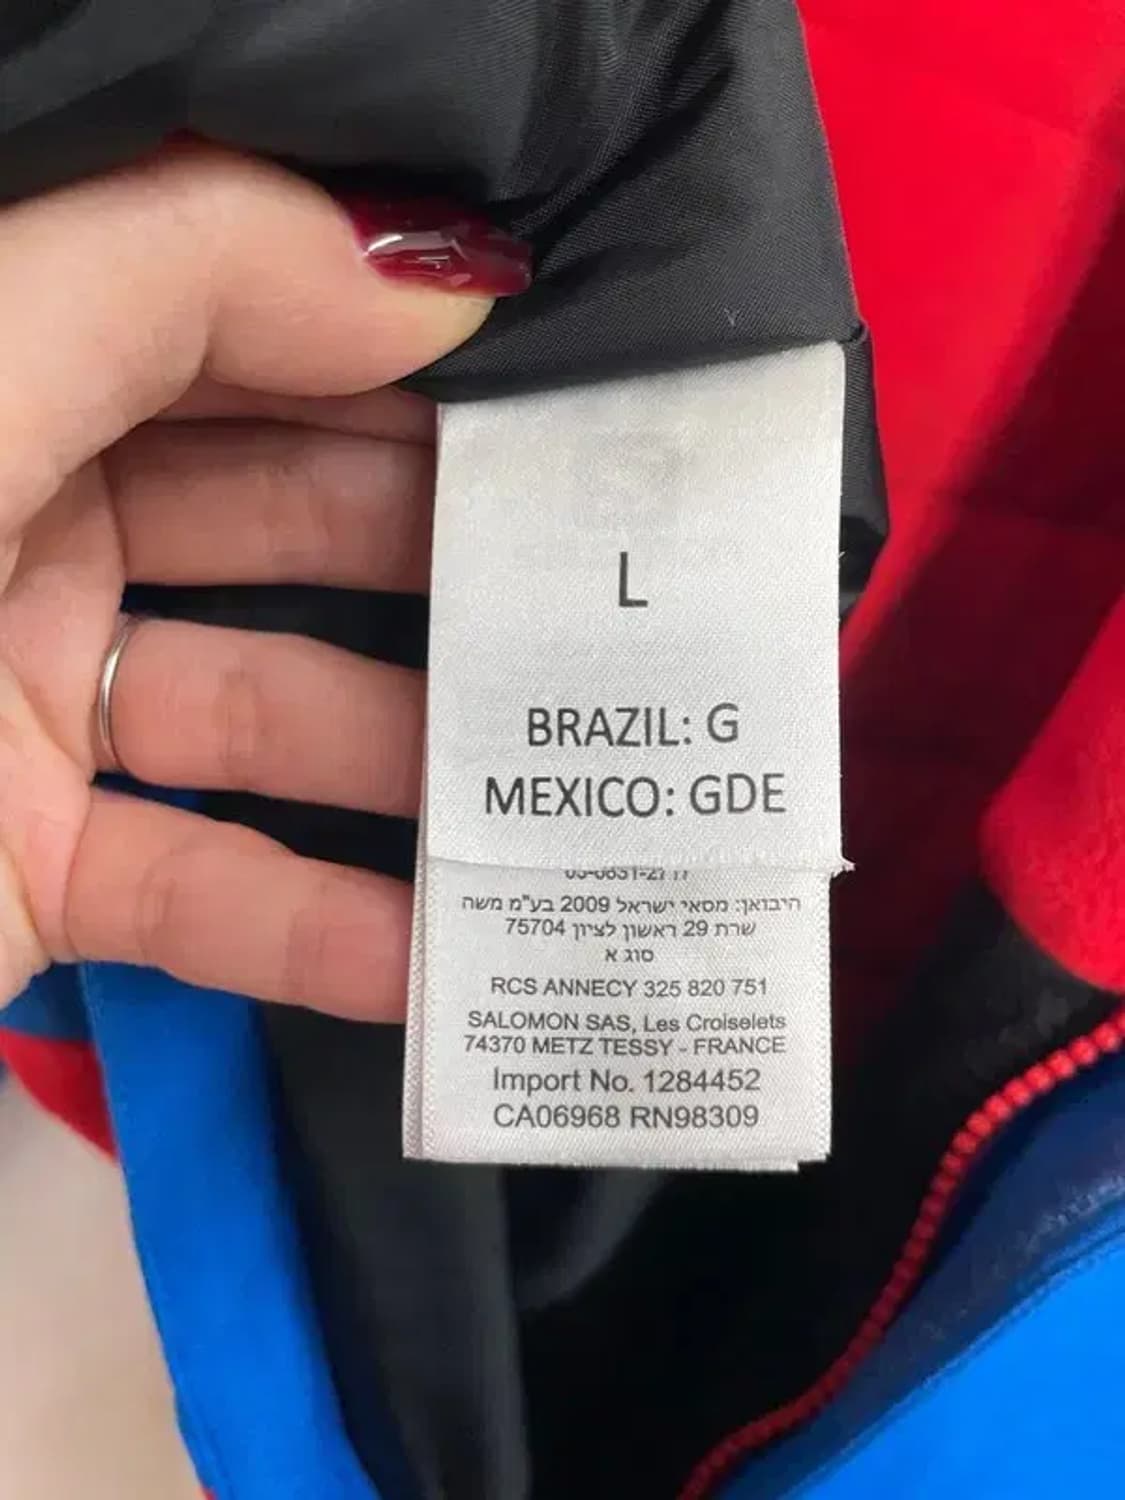 L
BRAZIL: G
MEXICO: GDE
היבואן: מסאי ישראל 2009 בע"מ משה
שרת 29 ראשון לציון 75704
סוג א
RCS ANNECY 325 820 751
SALOMON SAS, Les Croiselets
74370 METZ TESSY - FRANCE
Import No. 1284452
CA06968 RN98309